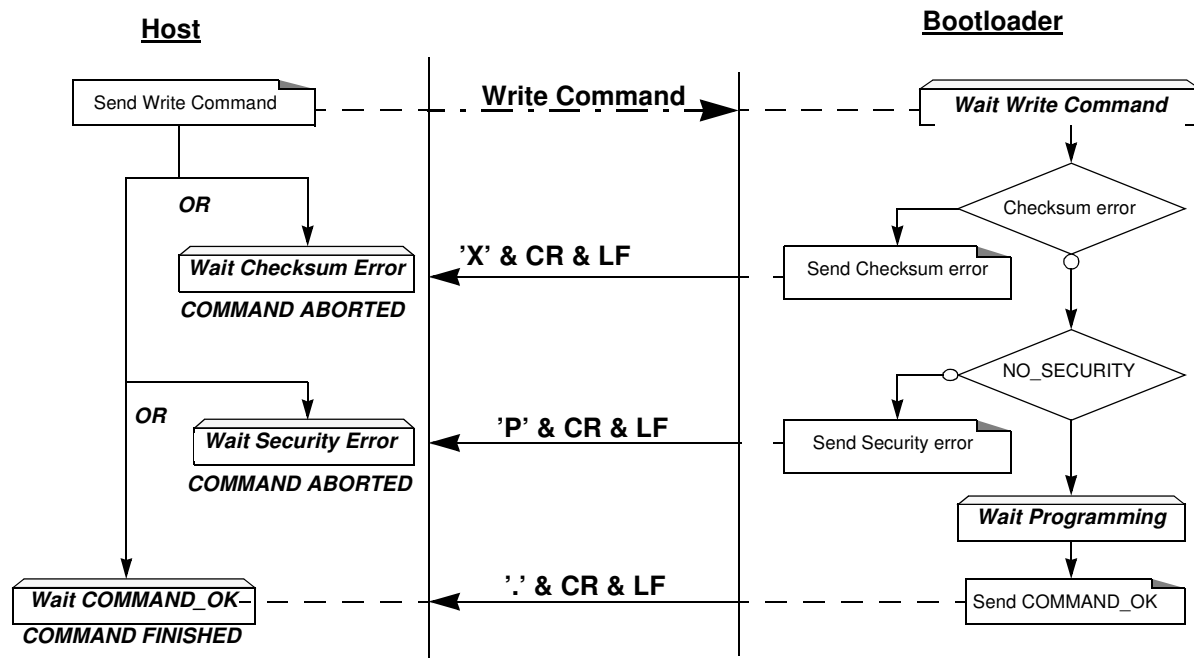 Host
Bootloader
Send Write Command
Write Command
Wait Write Command
OR
Checksum error
Wait Checksum Error
’X’ & CR & LF
Send Checksum error
COMMAND ABORTED
NO_SECURITY
OR
Wait Security Error
’P’ & CR & LF
Send Security error
COMMAND ABORTED
Wait Programming
Wait COMMAND_OK
’.’ & CR & LF
Send COMMAND_OK
COMMAND FINISHED